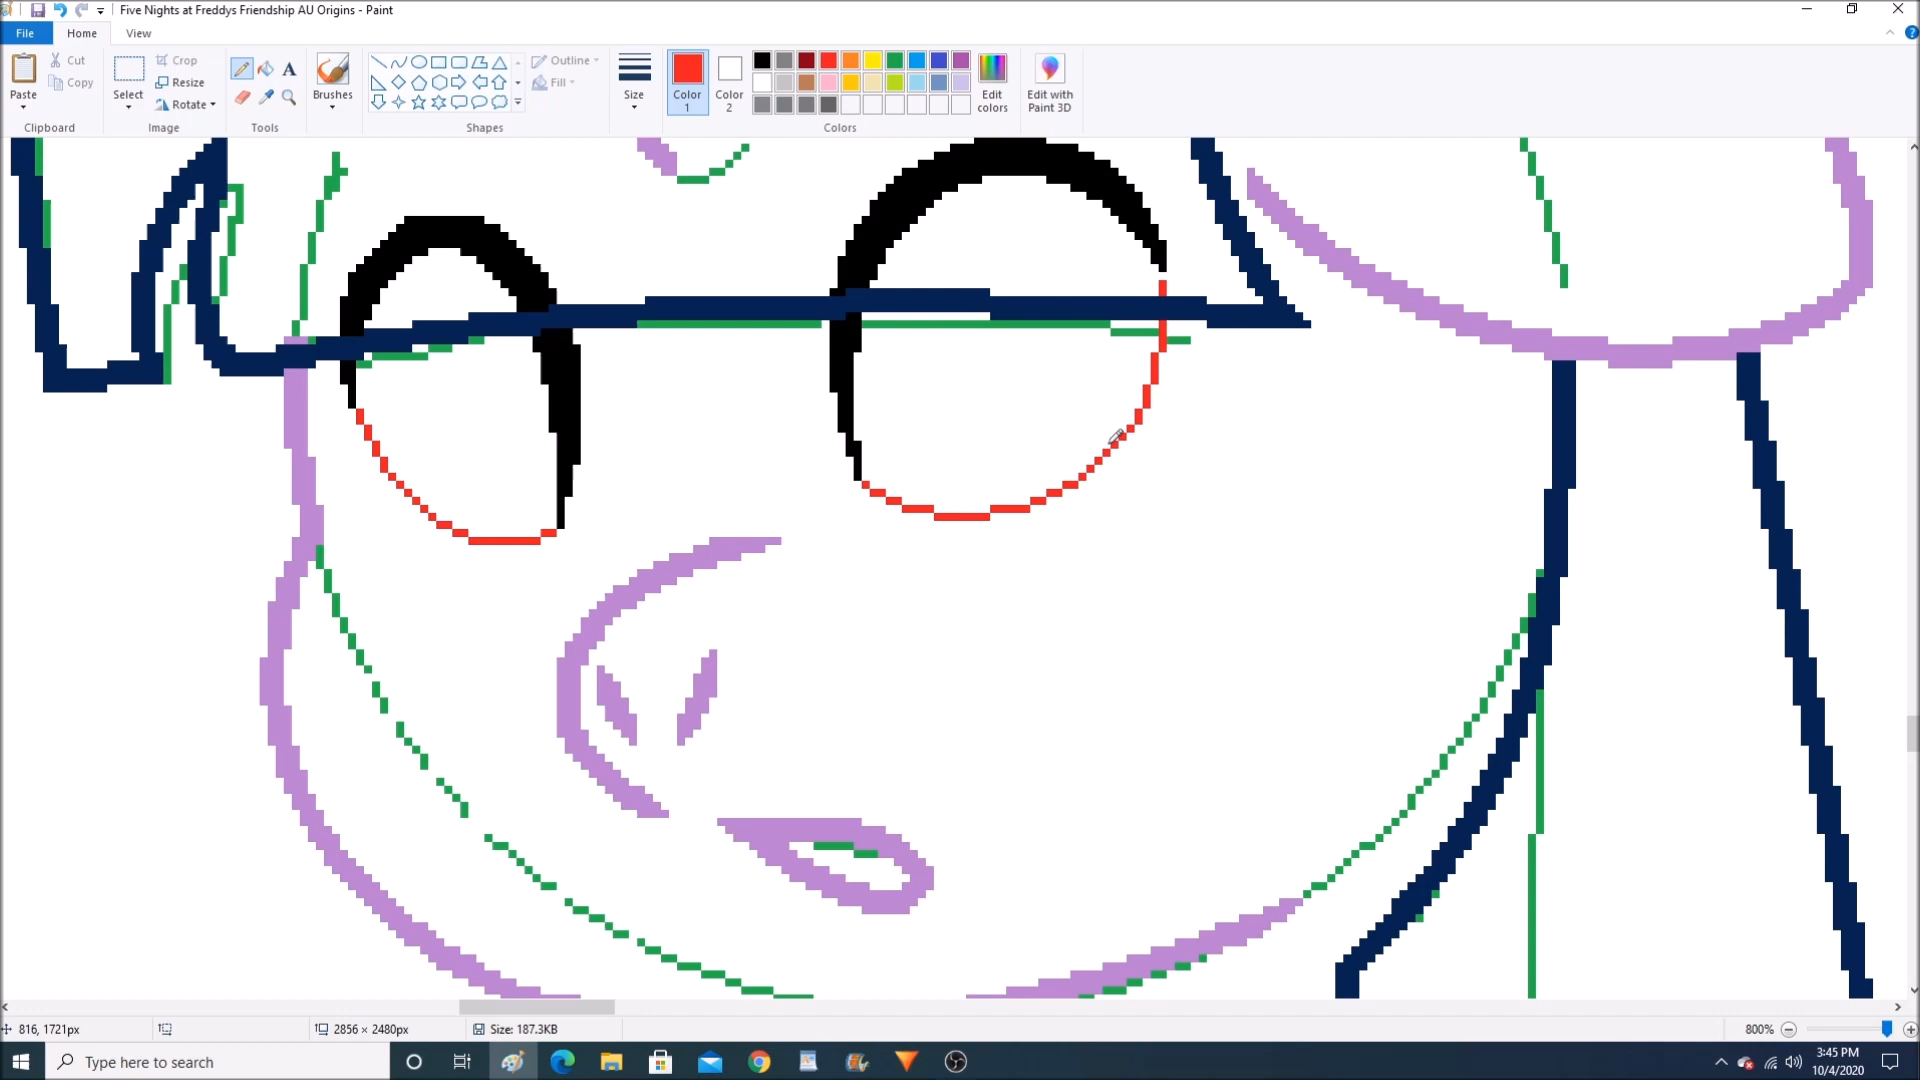 Five Nights at Freddys Friendship AU Origins - Paint
File Home View
Paste
Cut
Copy
Clipboard
Select
Crop
Resize
Rotate
Image
A
Tools
Brushes
Shapes
Outline
Fill
Size
Color 1
Color 2
Edit colors
Colors
Edit with Paint 3D
816, 1721px
2856 × 2480px
Size: 187.3KB
800%
Type here to search
3:45 PM
10/4/2020